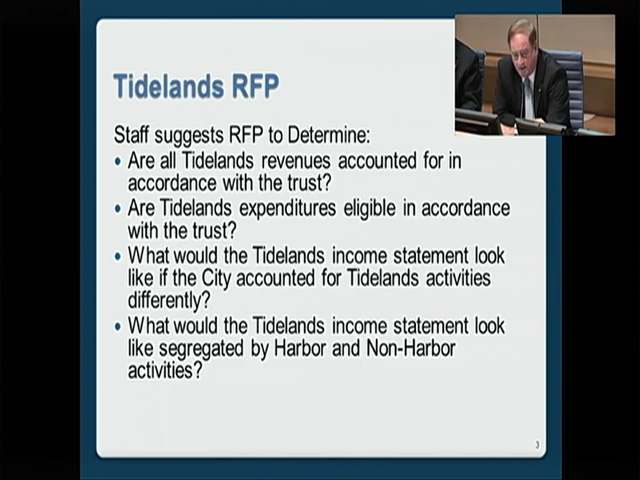 Tidelands RFP
Staff suggests RFP to Determine:
• Are all Tidelands revenues accounted for in
accordance with the trust?
• Are Tidelands expenditures eligible in accordance
with the trust?
• What would the Tidelands income statement look
like if the City accounted for Tidelands activities
differently?
• What would the Tidelands income statement look
like segregated by Harbor and Non-Harbor
activities?
3